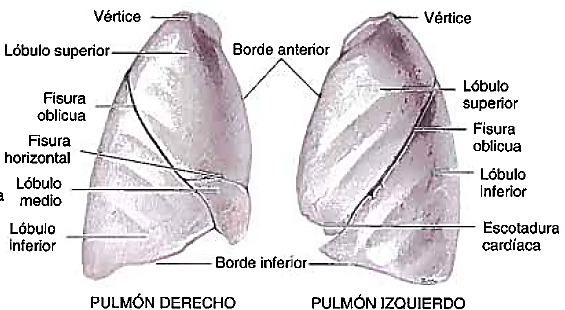 Vértice
Lóbulo superior
Fisura
oblicua
Fisura
horizontal
a
Lóbulo
medio
Lóbulo
inferior
Borde anterior
Borde inferior
Vértice
Lóbulo
superior
Fisura
oblicua
Lóbulo
inferior
Escotadura
cardíaca
PULMÓN DERECHO
PULMÓN IZQUIERDO